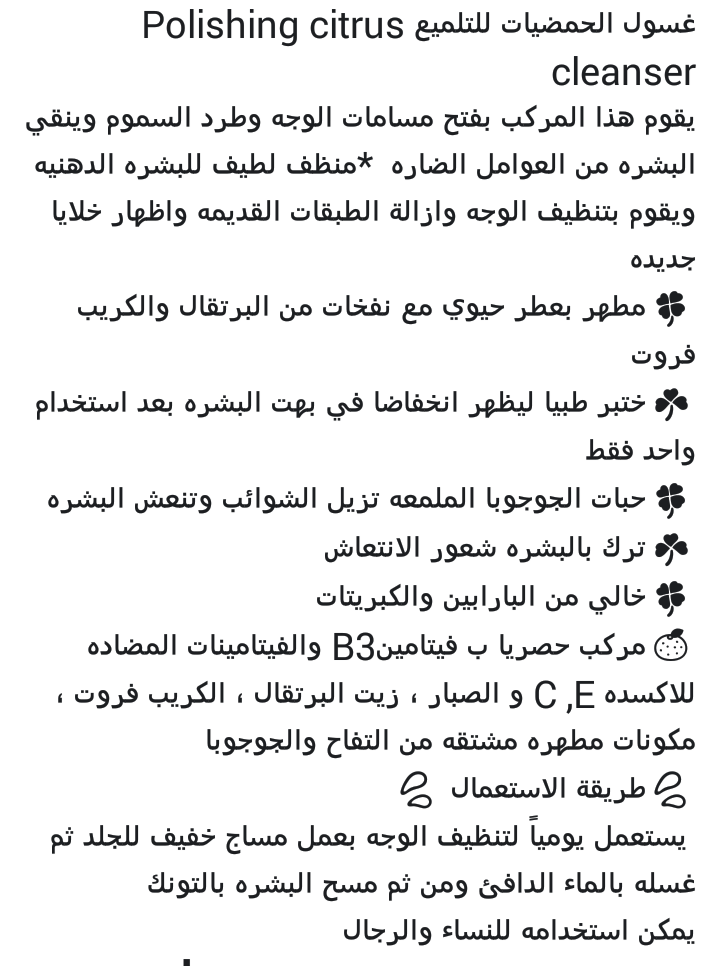 غسول الحمضيات للتلميع Polishing citrus
cleanser
يقوم هذا المركب بفتح مسامات الوجه وطرد السموم وينقي
البشره من العوامل الضاره *منظف لطيف للبشره الدهنيه
ويقوم بتنظيف الوجه وازالة الطبقات القديمه واظهار خلايا
جديده
🍀 مطهر بعطر حيوي مع نفخات من البرتقال والكريب
فروت
☘ ختبر طبيا ليظهر انخفاضا في بهت البشره بعد استخدام
واحد فقط
🍀 حبات الجوجوبا الملمعه تزيل الشوائب وتنعش البشره
☘ ترك بالبشره شعور الانتعاش
🍀 خالي من البارابين والكبريتات
🍊 مركب حصريا ب فيتامينB3 والفيتامينات المضاده
للاكسده C ,E و الصبار ، زيت البرتقال ، الكريب فروت ،
مكونات مطهره مشتقه من التفاح والجوجوبا
💦 طريقة الاستعمال 💦
يستعمل يومياً لتنظيف الوجه بعمل مساج خفيف للجلد ثم
غسله بالماء الدافئ ومن ثم مسح البشره بالتونك
يمكن استخدامه للنساء والرجال